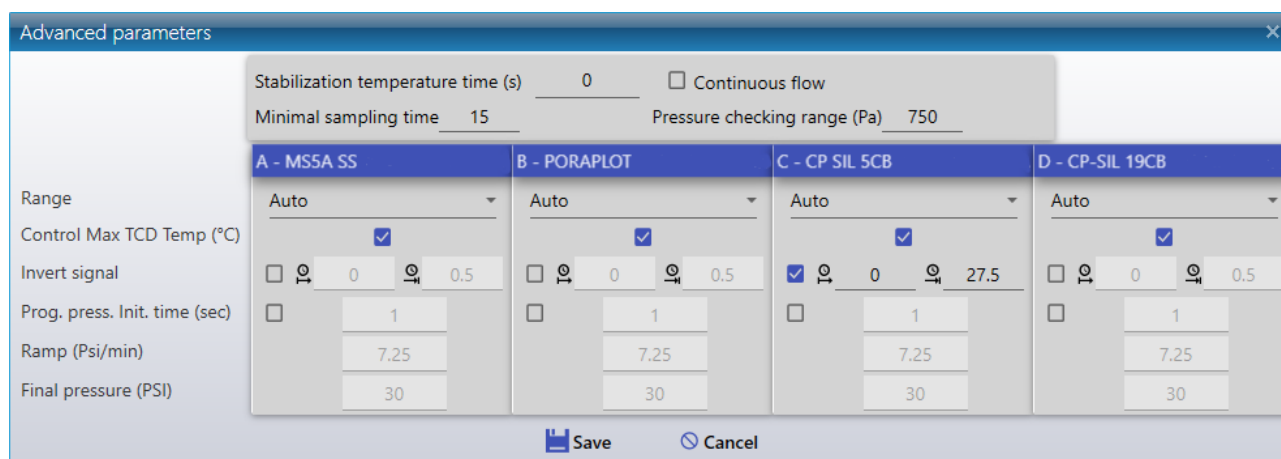 Advanced parameters
Stabilization temperature time (s) 0 Continuous flow
Minimal sampling time 15 Pressure checking range (Pa) 750
A - MS5A SS B - PORAPLOT C - CP SIL 5CB D - CP-SIL 19CB
Range Auto Auto Auto Auto
Control Max TCD Temp (°C)
Invert signal 0 0.5 0 0.5 0 27.5 0 0.5
Prog. press. Init. time (sec) 1 1 1 1
Ramp (Psi/min) 7.25 7.25 7.25 7.25
Final pressure (PSI) 30 30 30 30
Save Cancel